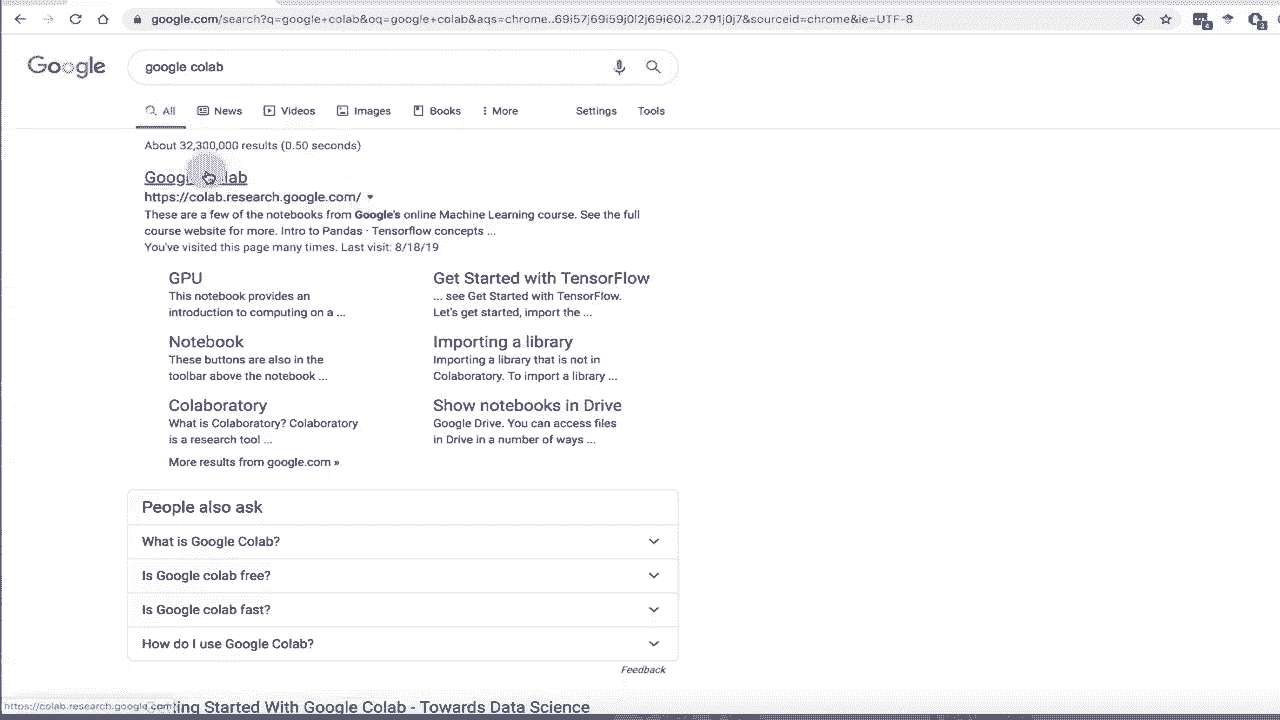 google.com/search?q=google+colab&oq=google+colab&aqs=chrome..69i57j69i59j0l2j69i60l2.2791j0j7&sourceid=chrome&ie=UTF-8
Google
google colab
All News Videos Images Books More Settings Tools
About 32,300,000 results (0.50 seconds)
https://colab.research.google.com/
These are a few of the notebooks from Google's online Machine Learning course. See the full
course website for more. Intro to Pandas · Tensorflow concepts ...
You've visited this page many times. Last visit: 8/18/19
GPU
This notebook provides an
introduction to computing on a ...
Get Started with TensorFlow
... see Get Started with TensorFlow.
Let's get started, import the ...
Notebook
These buttons are also in the
toolbar above the notebook ...
Importing a library
Importing a library that is not in
Colaboratory. To import a library ...
Colaboratory
What is Colaboratory? Colaboratory
is a research tool ...
Show notebooks in Drive
Google Drive. You can access files
in Drive in a number of ways ...
More results from google.com »
People also ask
What is Google Colab?
Is Google colab free?
Is Google colab fast?
How do I use Google Colab?
Feedback
Started With Google Colab - Towards Data Science
https://colab.research.google.com